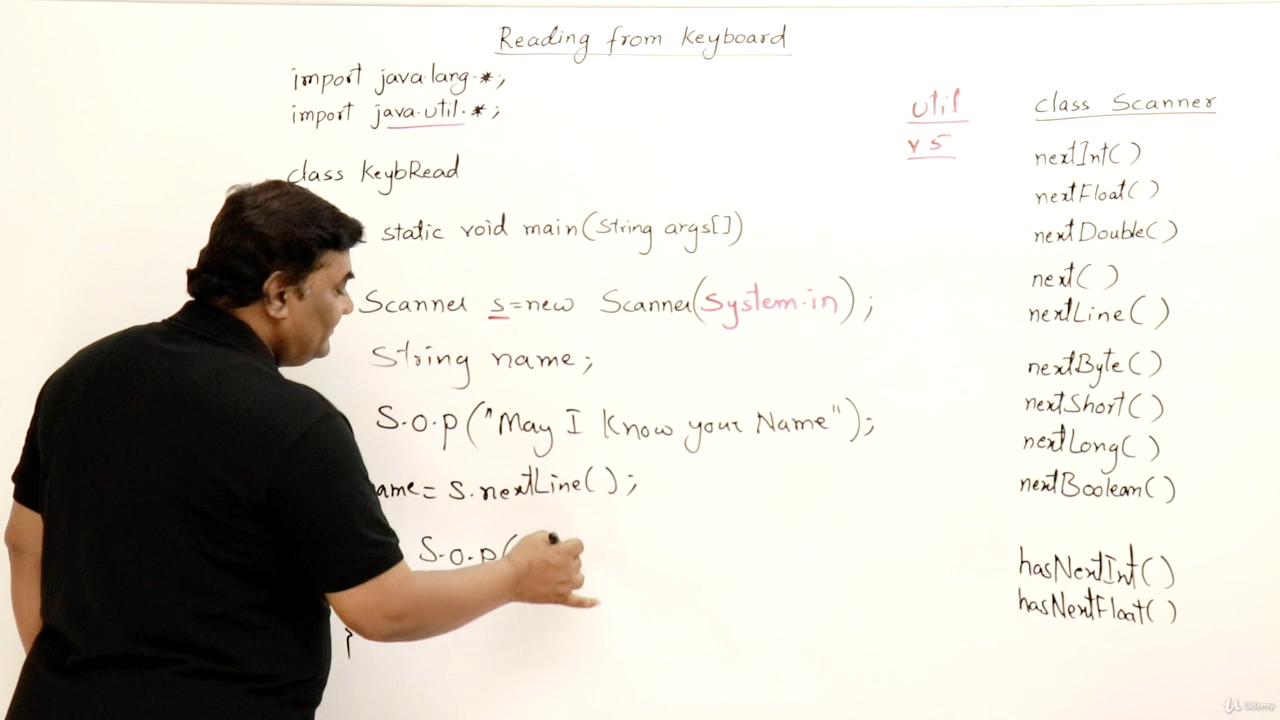 Reading from Keyboard
import java.lang.*;
import java.util.*;
class KeybRead
static void main(String args[])
Scanner s=new Scanner(System.in);
String name;
S.o.p("May I Know your Name");
ame= s.nextLine();
S.o.p(
}
util
v5
class Scanner
nextInt()
nextFloat()
nextDouble()
next()
nextLine()
nextByte()
nextShort()
nextLong()
nextBoolean()
hasNextInt()
hasNextFloat()
Udemy